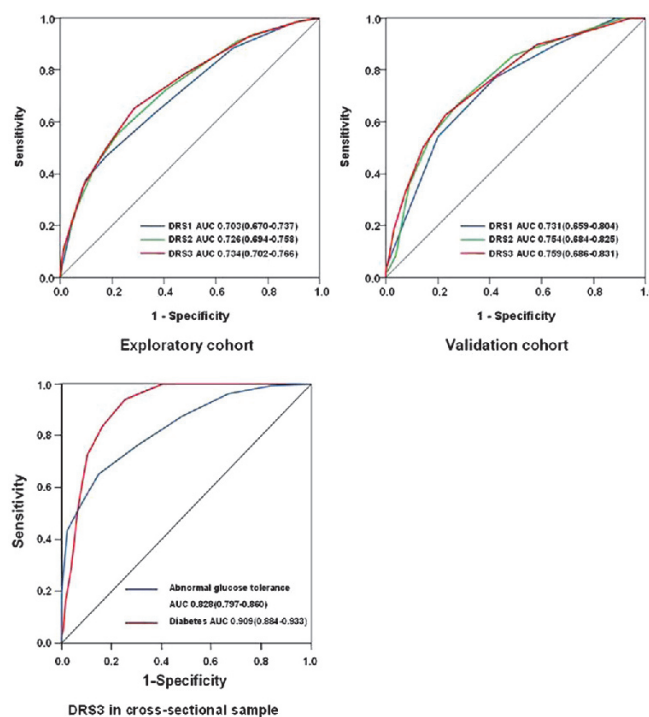 1.0
0.8
0.6
0.4
0.2
0.0
Sensitivity
DRS1 AUC 0.703(0.670-0.737)
DRS2 AUC 0.726(0.694-0.758)
DRS3 AUC 0.734(0.702-0.766)
0.0 0.2 0.4 0.6 0.8 1.0
1 - Specificity
Exploratory cohort
1.0
0.8
0.6
0.4
0.2
0.0
Sensitivity
DRS1 AUC 0.731(0.659-0.804)
DRS2 AUC 0.754(0.684-0.825)
DRS3 AUC 0.759(0.686-0.831)
0.0 0.2 0.4 0.6 0.8 1.0
1 - Specificity
Validation cohort
1.0
0.8
0.6
0.4
0.2
0.0
Sensitivity
Abnormal glucose tolerance
AUC 0.828(0.797-0.860)
Diabetes AUC 0.909(0.884-0.933)
0.0 0.2 0.4 0.6 0.8 1.0
1-Specificity
DRS3 in cross-sectional sample